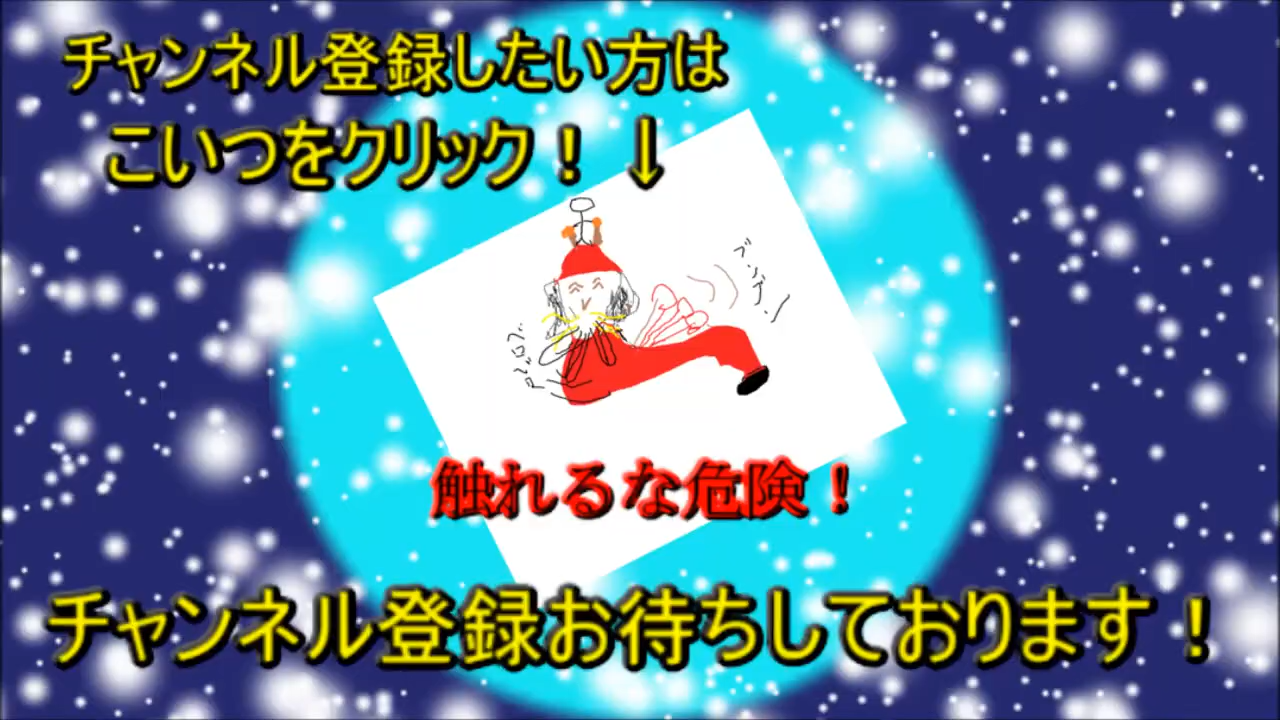 チャンネル登録したい方は
こいつをクリック！ ↓
触れるな危険！
チャンネル登録お待ちしております！